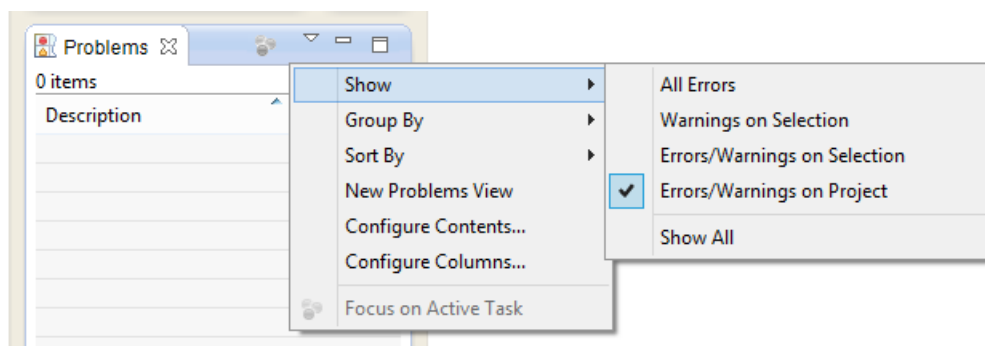 Problems
0 items
Description
Show
Group By
Sort By
New Problems View
Configure Contents...
Configure Columns...
Focus on Active Task
All Errors
Warnings on Selection
Errors/Warnings on Selection
Errors/Warnings on Project
Show All